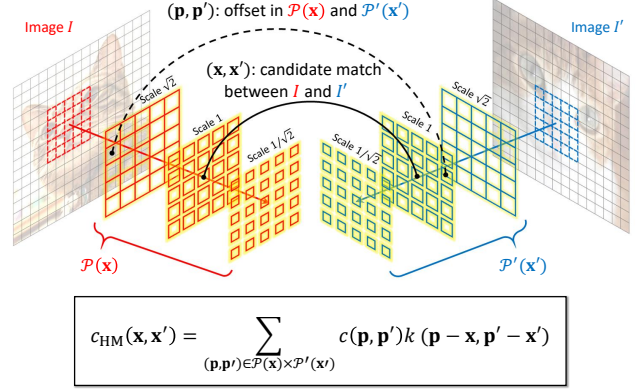 (𝐩, 𝐩′): offset in 𝒫(𝐱) and 𝒫′(𝐱′)
Image I
Image I′
(𝐱, 𝐱′): candidate match
between I and I′
Scale √2
Scale 1
Scale 1/√2
Scale 1/√2
Scale 1
Scale √2
𝒫(𝐱)
𝒫′(𝐱′)
c_HM(𝐱, 𝐱′) = ∑_{(𝐩,𝐩′)∈𝒫(𝐱)×𝒫′(𝐱′)} c(𝐩, 𝐩′)k (𝐩 − 𝐱, 𝐩′ − 𝐱′)